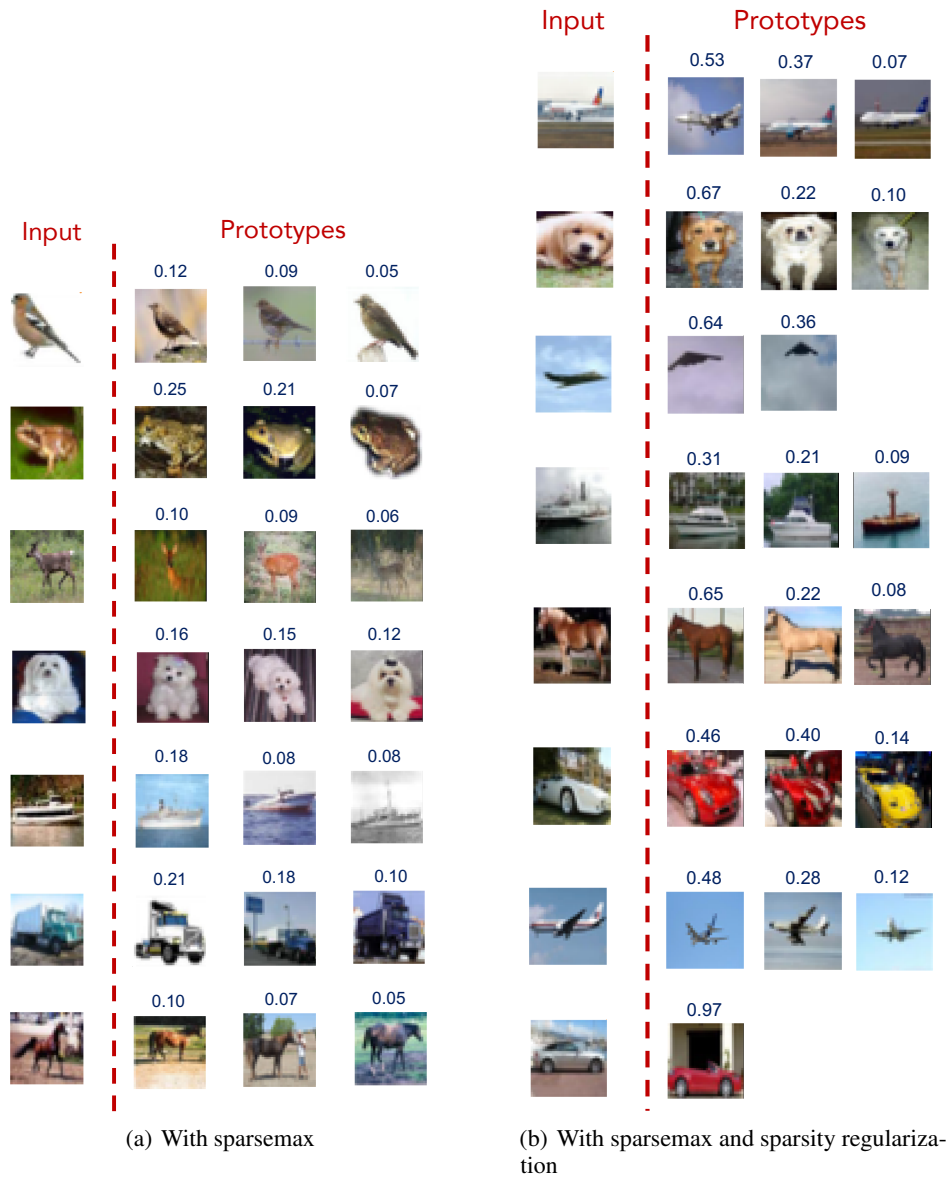 Input Prototypes
0.12 0.09 0.05
0.25 0.21 0.07
0.10 0.09 0.06
0.16 0.15 0.12
0.18 0.08 0.08
0.21 0.18 0.10
0.10 0.07 0.05
(a) With sparsemax
Input Prototypes
0.53 0.37 0.07
0.67 0.22 0.10
0.64 0.36
0.31 0.21 0.09
0.65 0.22 0.08
0.46 0.40 0.14
0.48 0.28 0.12
0.97
(b) With sparsemax and sparsity regulariza-
tion